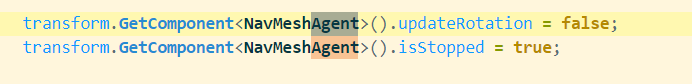 transform.GetComponent<NavMeshAgent>().updateRotation = false;
transform.GetComponent<NavMeshAgent>().isStopped = true;